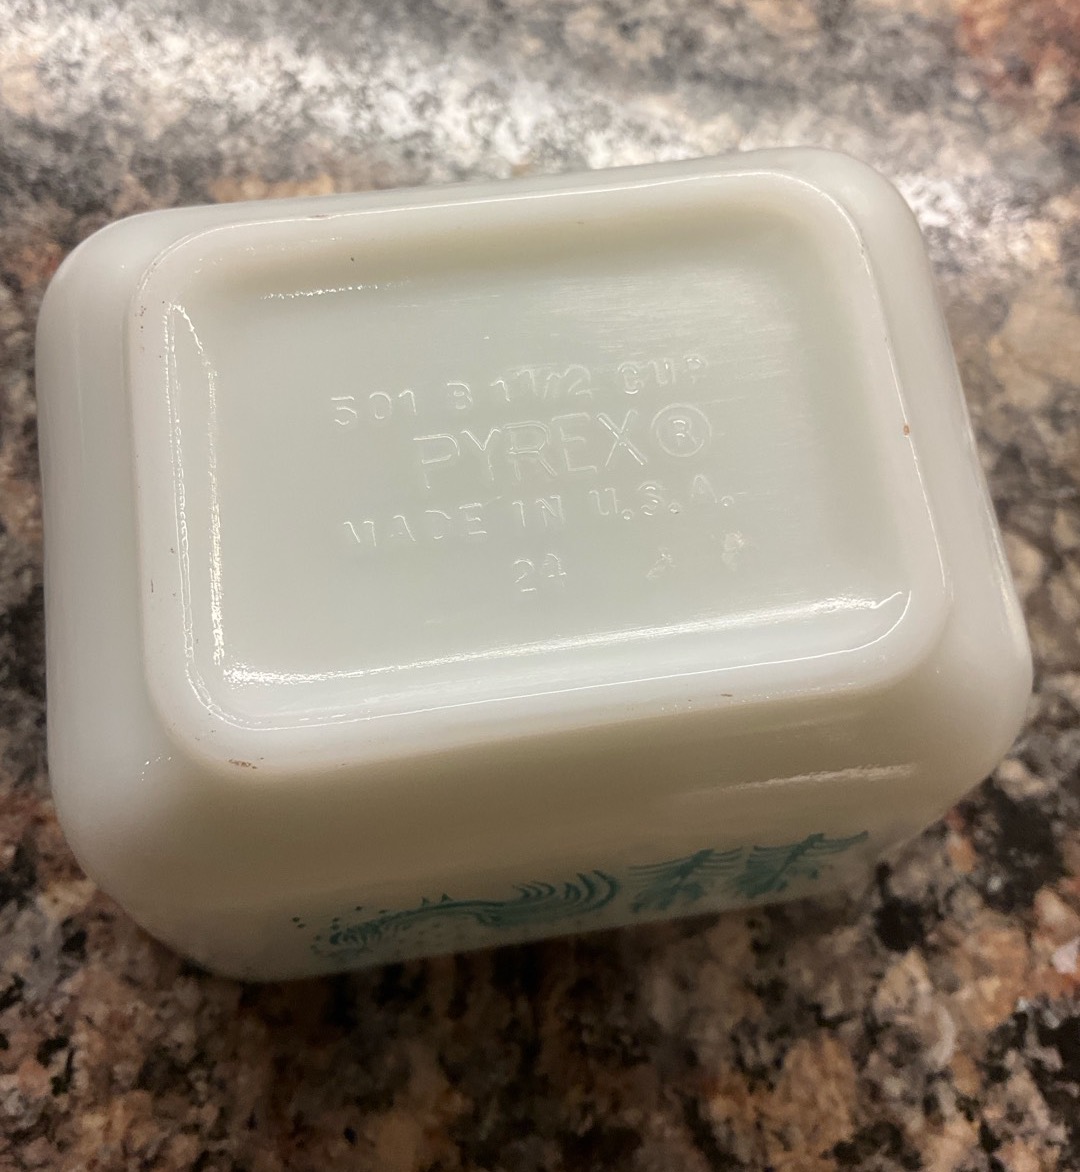 501 B 1 1/2 CUP
PYREX®
MADE IN U.S.A.
24